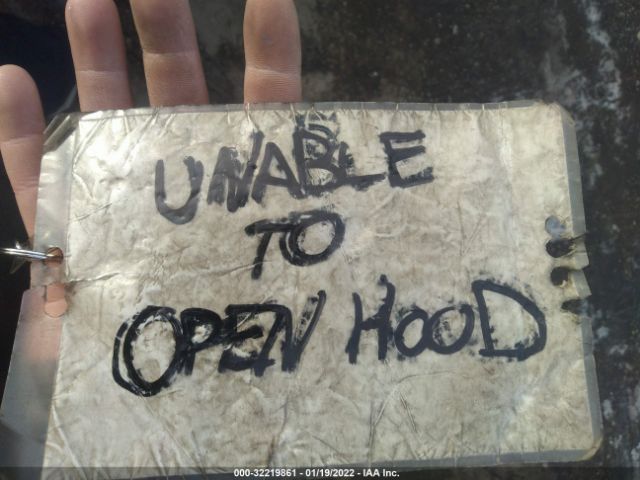 UNABLE
TO
OPEN HOOD
000-32219861 - 01/19/2022 - IAA Inc.